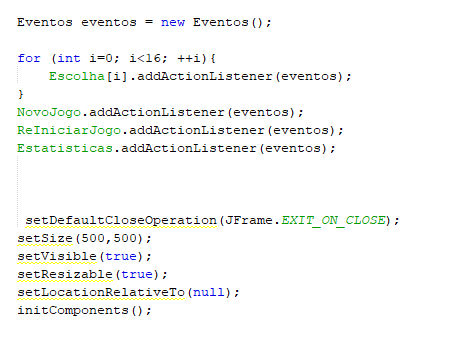 Eventos eventos = new Eventos();
for (int i=0; i<16; ++i){
Escolha[i].addActionListener(eventos);
}
NovoJogo.addActionListener(eventos);
ReIniciarJogo.addActionListener(eventos);
Estatisticas.addActionListener(eventos);
setDefaultCloseOperation(JFrame.EXIT_ON_CLOSE);
setSize(500,500);
setVisible(true);
setResizable(true);
setLocationRelativeTo(null);
initComponents();